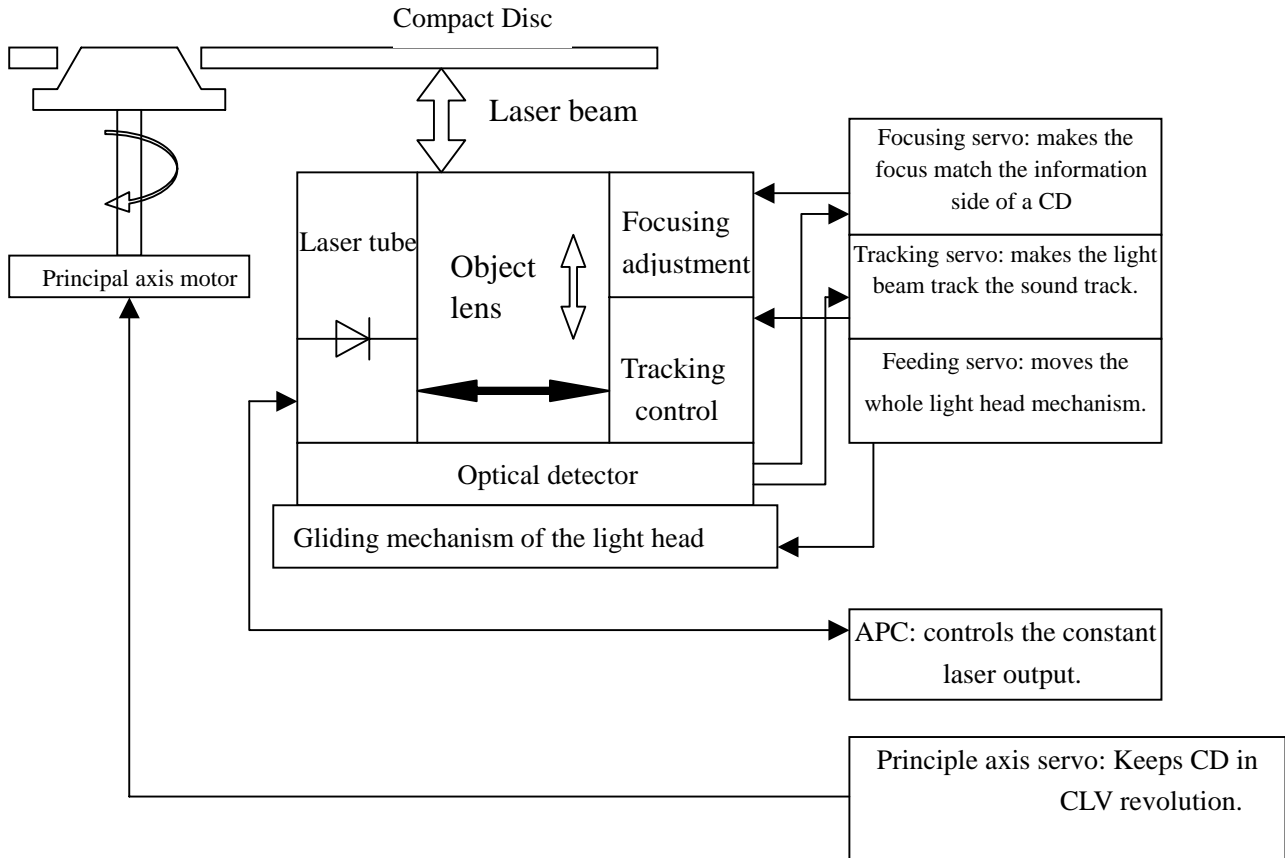 Compact Disc
Laser beam
Focusing servo: makes the
focus match the information
side of a CD
Laser tube
Focusing
adjustment
Object
lens
Tracking servo: makes the light
beam track the sound track.
Principal axis motor
Tracking
control
Feeding servo: moves the
whole light head mechanism.
Optical detector
Gliding mechanism of the light head
APC: controls the constant
laser output.
Principle axis servo: Keeps CD in
CLV revolution.